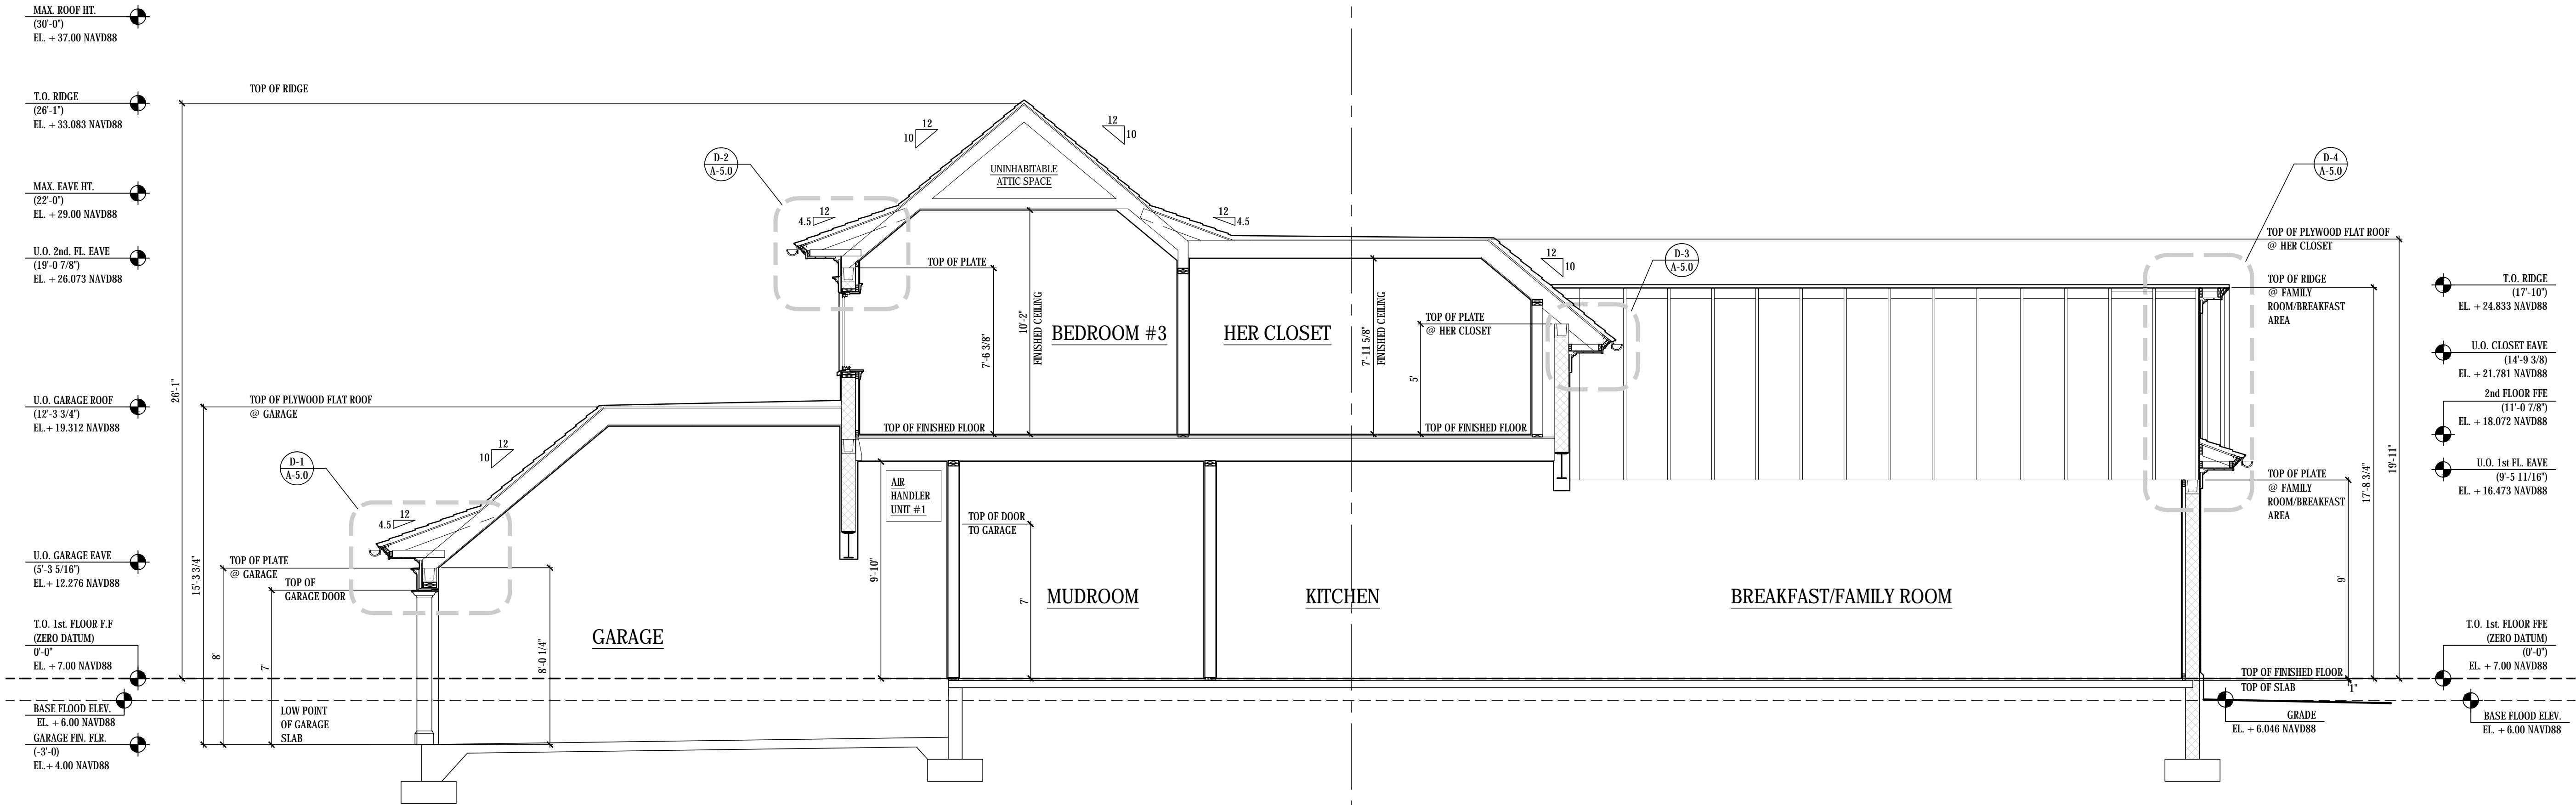 MAX. ROOF HT.
(30'-0")
EL. + 37.00 NAVD88
T.O. RIDGE
(26'-1")
EL. + 33.083 NAVD88
MAX. EAVE HT.
(22'-0")
EL. + 29.00 NAVD88
U.O. 2nd. FL. EAVE
(19'-0 7/8")
EL. + 26.073 NAVD88
U.O. GARAGE ROOF
(12'-3 3/4")
EL.+ 19.312 NAVD88
U.O. GARAGE EAVE
(5'-3 5/16")
EL.+ 12.276 NAVD88
T.O. 1st. FLOOR F.F
(ZERO DATUM)
0'-0"
EL. + 7.00 NAVD88
BASE FLOOD ELEV.
EL. + 6.00 NAVD88
GARAGE FIN. FLR.
(-3'-0)
EL.+ 4.00 NAVD88
TOP OF RIDGE
26'-1"
TOP OF PLYWOOD FLAT ROOF
@ GARAGE
15'-3 3/4"
D-1
A-5.0
12
10
12
4.5
TOP OF PLATE
@ GARAGE
TOP OF
GARAGE DOOR
8'
7'
8'-0 1/4"
LOW POINT
OF GARAGE
SLAB
GARAGE
D-2
A-5.0
12
10
12
10
12
4.5
12
4.5
UNINHABITABLE
ATTIC SPACE
TOP OF PLATE
7'-6 3/8"
10'-2"
FINISHED CEILING
BEDROOM #3
HER CLOSET
7'-11 5/8"
FINISHED CEILING
TOP OF PLATE
@ HER CLOSET
5'
TOP OF FINISHED FLOOR
TOP OF FINISHED FLOOR
12
10
D-3
A-5.0
AIR
HANDLER
UNIT #1
9'-10"
TOP OF DOOR
TO GARAGE
7'
MUDROOM
KITCHEN
BREAKFAST/FAMILY ROOM
D-4
A-5.0
TOP OF PLYWOOD FLAT ROOF
@ HER CLOSET
TOP OF RIDGE
@ FAMILY
ROOM/BREAKFAST
AREA
TOP OF PLATE
@ FAMILY
ROOM/BREAKFAST
AREA
9'
17'-8 3/4"
19'-11"
TOP OF FINISHED FLOOR
TOP OF SLAB
1"
GRADE
EL. + 6.046 NAVD88
T.O. RIDGE
(17'-10")
EL. + 24.833 NAVD88
U.O. CLOSET EAVE
(14'-9 3/8)
EL. + 21.781 NAVD88
2nd FLOOR FFE
(11'-0 7/8")
EL. + 18.072 NAVD88
U.O. 1st FL. EAVE
(9'-5 11/16")
EL. + 16.473 NAVD88
T.O. 1st. FLOOR FFE
(ZERO DATUM)
(0'-0")
EL. + 7.00 NAVD88
BASE FLOOD ELEV.
EL. + 6.00 NAVD88